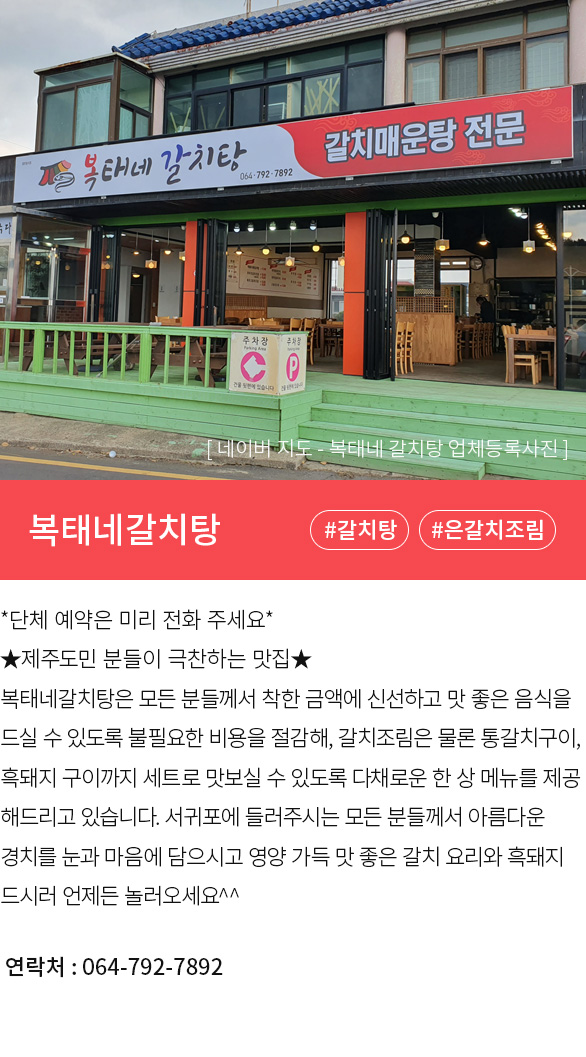 복태네 갈치탕
064-792-7892
갈치매운탕 전문
주차장
건물 뒷편에 있습니다
주차장
P
[ 네이버 지도 - 복태네 갈치탕 업체등록사진 ]
복태네갈치탕
#갈치탕
#은갈치조림
*단체 예약은 미리 전화 주세요*
★제주도민 분들이 극찬하는 맛집★
복태네갈치탕은 모든 분들께서 착한 금액에 신선하고 맛 좋은 음식을
드실 수 있도록 불필요한 비용을 절감해, 갈치조림은 물론 통갈치구이,
흑돼지 구이까지 세트로 맛보실 수 있도록 다채로운 한 상 메뉴를 제공
해드리고 있습니다. 서귀포에 들러주시는 모든 분들께서 아름다운
경치를 눈과 마음에 담으시고 영양 가득 맛 좋은 갈치 요리와 흑돼지
드시러 언제든 놀러오세요^^
연락처 : 064-792-7892